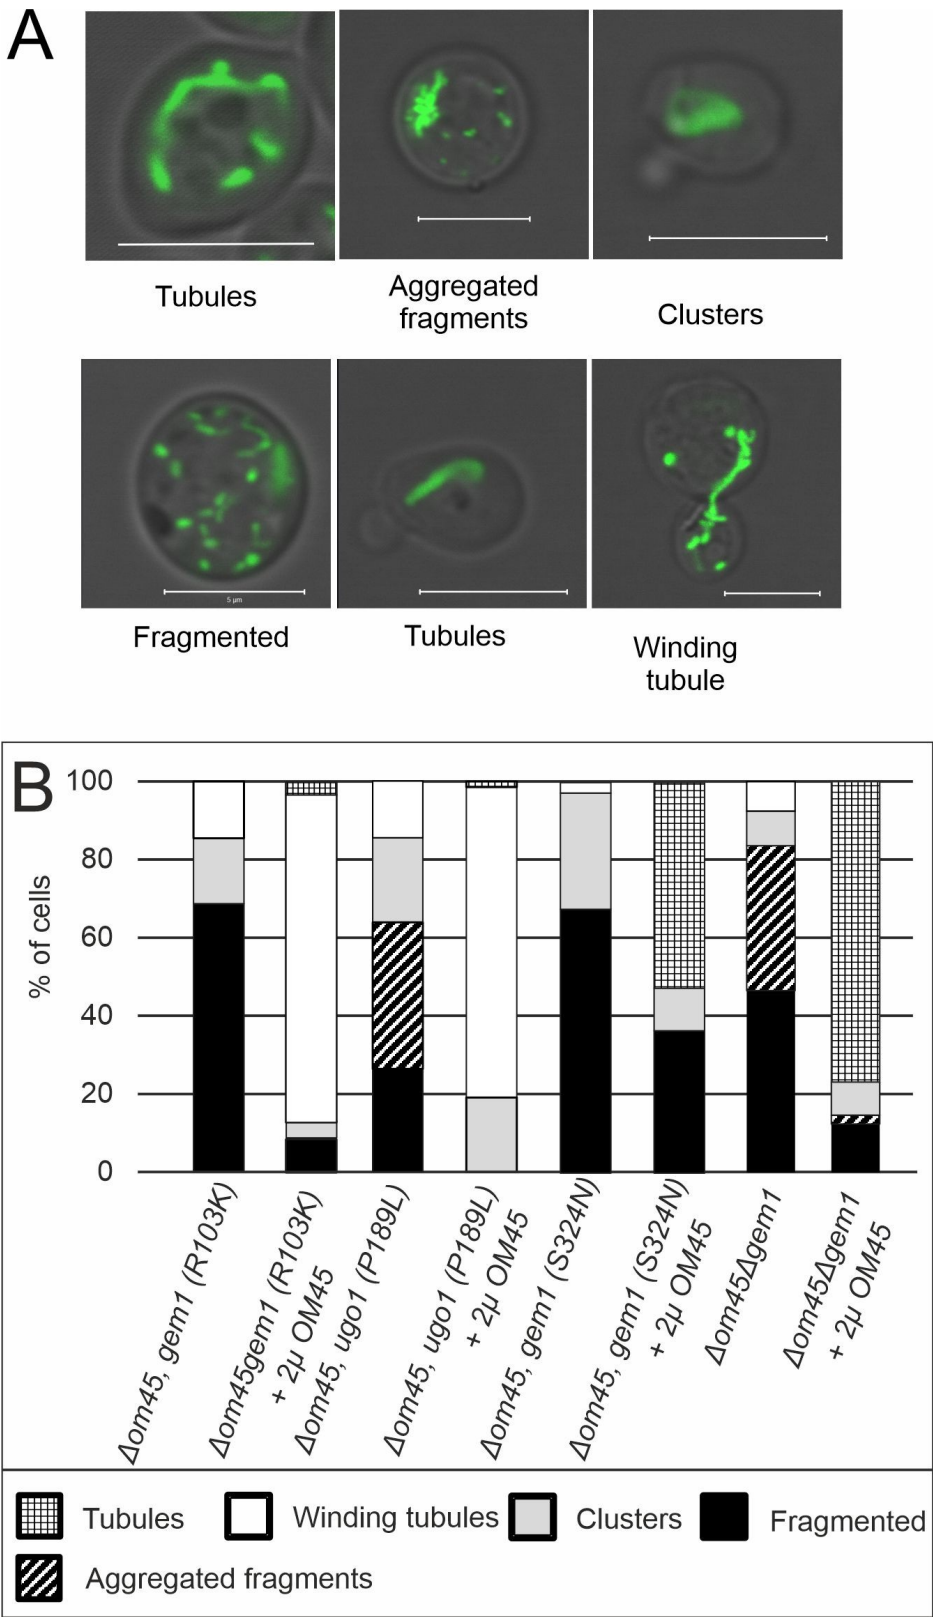 A
Tubules
Aggregated
fragments
Clusters
5 µm
Fragmented
Tubules
Winding
tubule
B
% of cells
100
80
60
40
20
0
Δom45, gem1 (R103K)
Δom45gem1 (R103K)
+ 2µ OM45
Δom45, ugo1 (P189L)
Δom45, ugo1 (P189L)
+ 2µ OM45
Δom45, gem1 (S324N)
Δom45, gem1 (S324N)
+ 2µ OM45
Δom45Δgem1
Δom45Δgem1
+ 2µ OM45
Tubules
Winding tubules
Clusters
Fragmented
Aggregated fragments